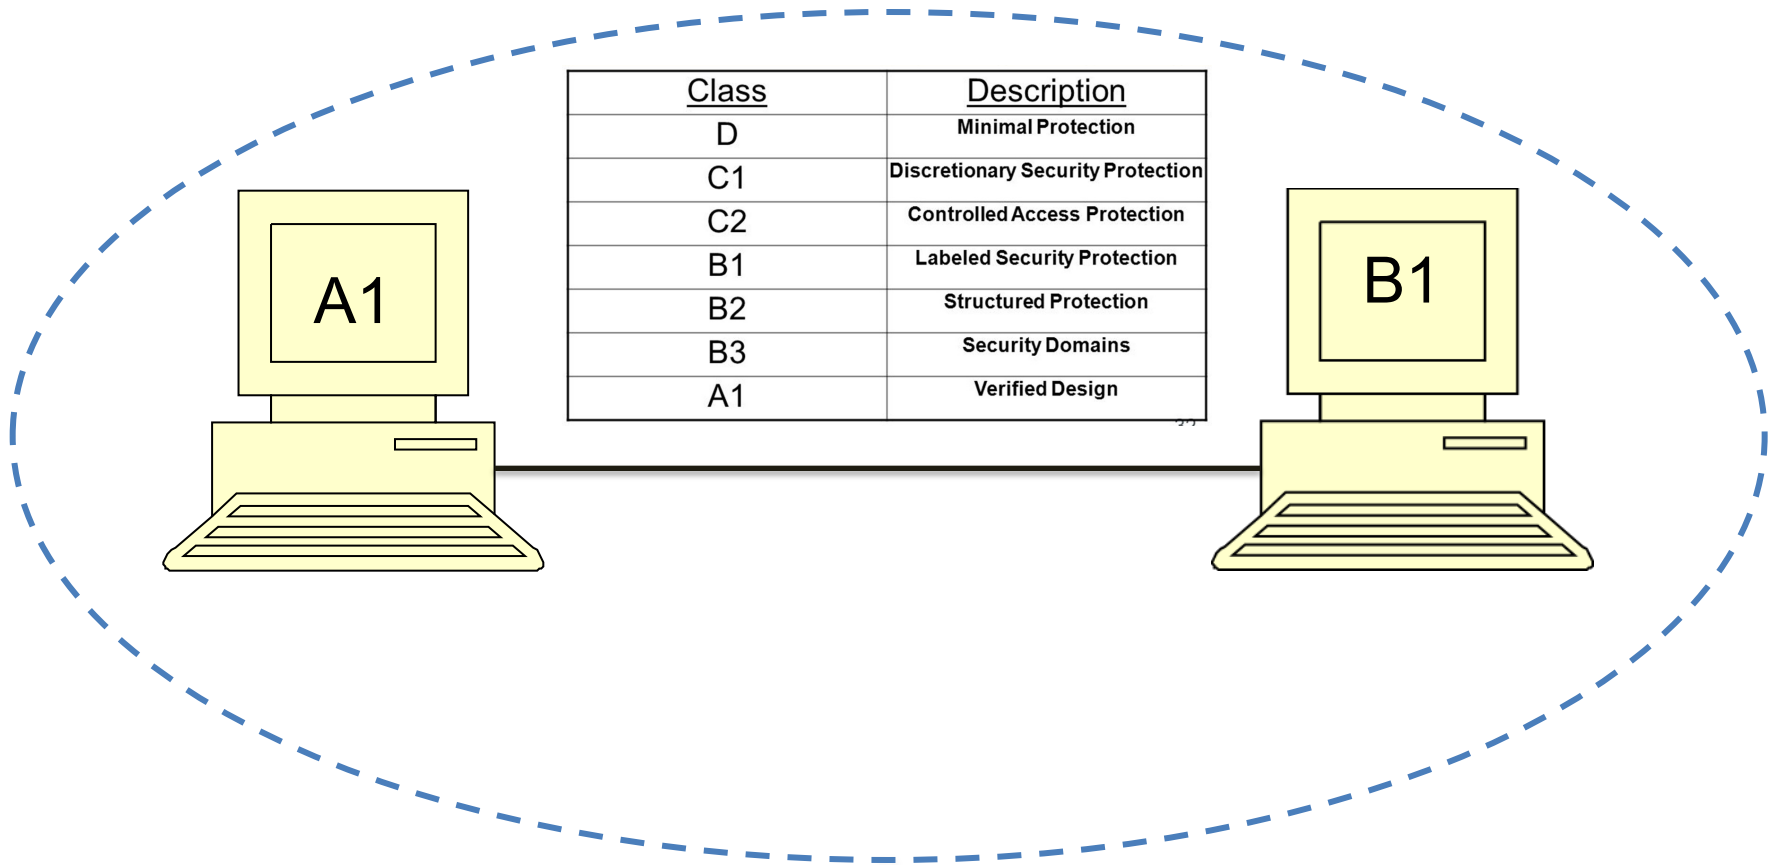 Class Description
D Minimal Protection
C1 Discretionary Security Protection
C2 Controlled Access Protection
B1 Labeled Security Protection
B2 Structured Protection
B3 Security Domains
A1 Verified Design
A1
B1